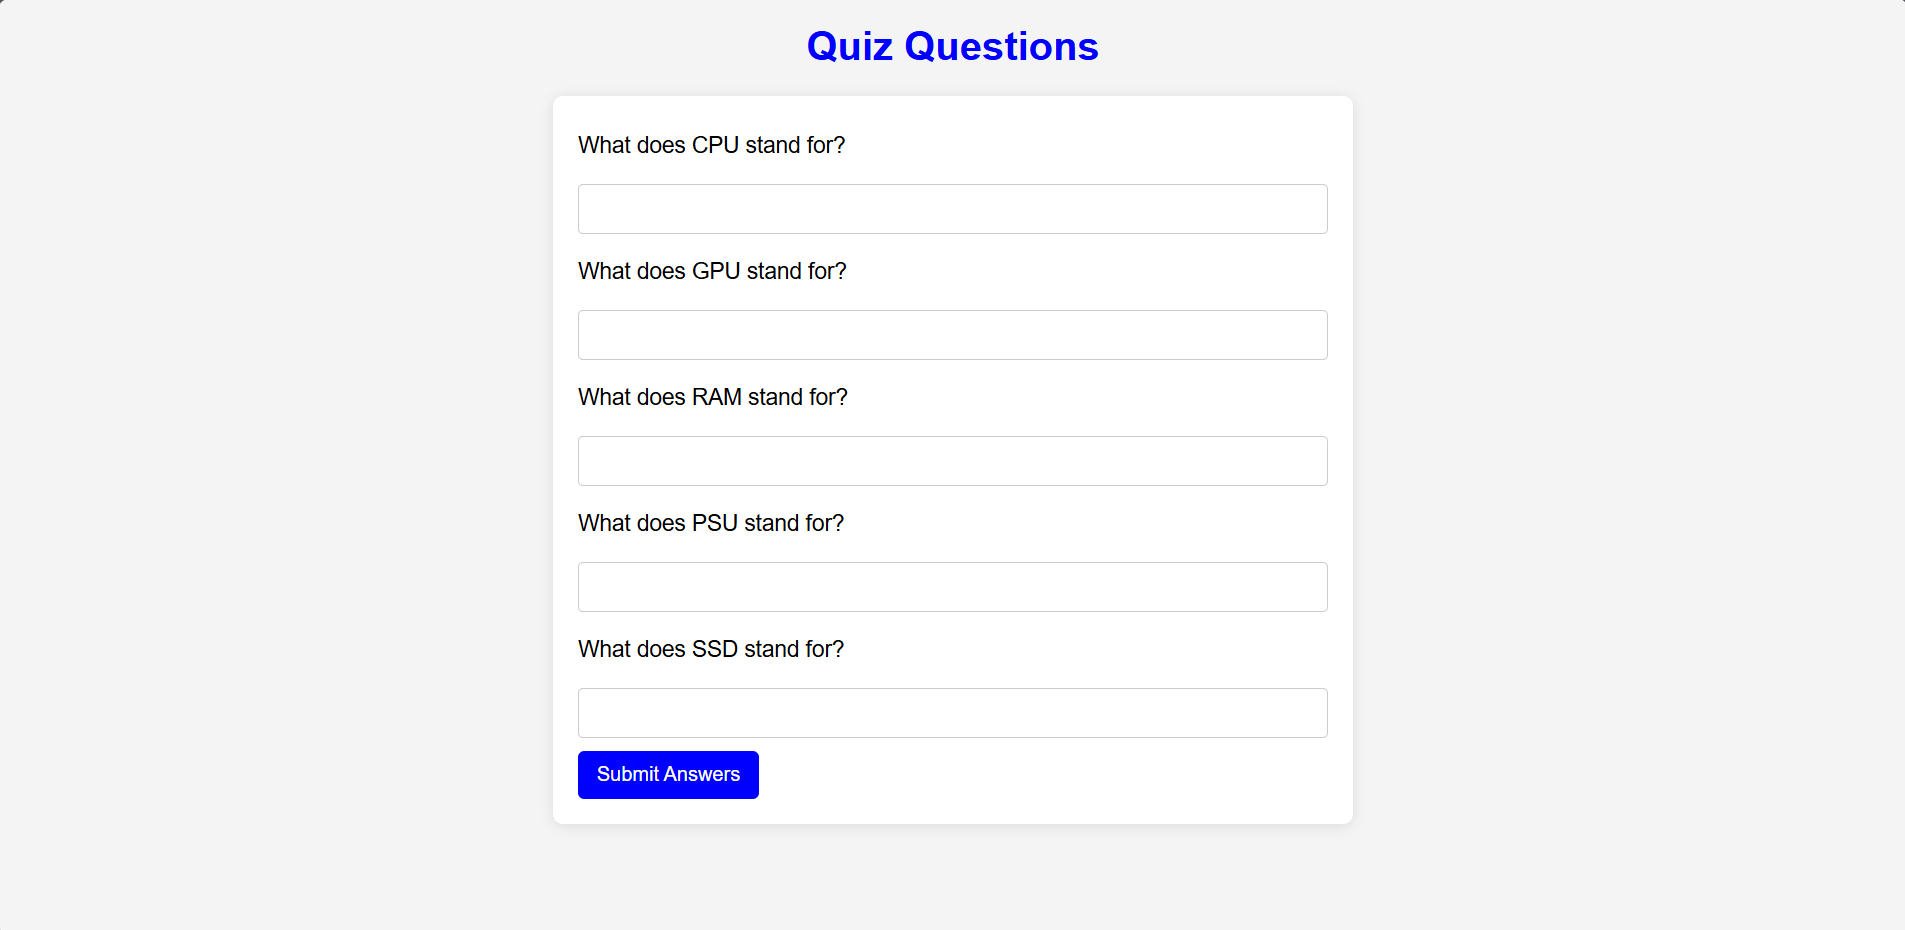 Quiz Questions
What does CPU stand for?
What does GPU stand for?
What does RAM stand for?
What does PSU stand for?
What does SSD stand for?
Submit Answers